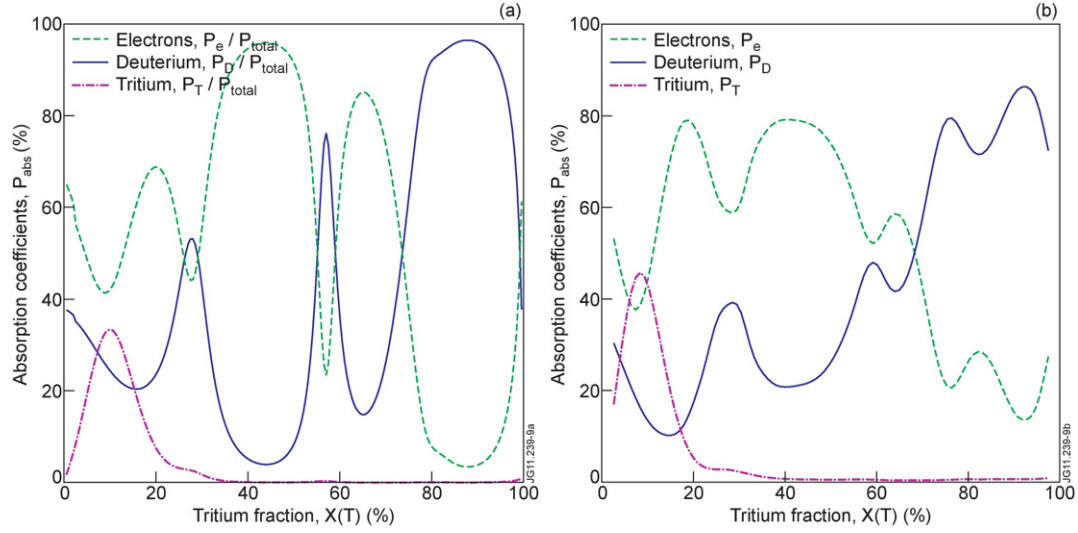 (a)
Electrons, Pe / Ptotal
Deuterium, PD / Ptotal
Tritium, PT / Ptotal
Absorption coefficients, Pabs (%)
100
80
60
40
20
0
0 20 40 60 80 100
Tritium fraction, X(T) (%)
JG11.239-9a
(b)
Electrons, Pe
Deuterium, PD
Tritium, PT
Absorption coefficients, Pabs (%)
100
80
60
40
20
0
0 20 40 60 80 100
Tritium fraction, X(T) (%)
JG11.239-9b